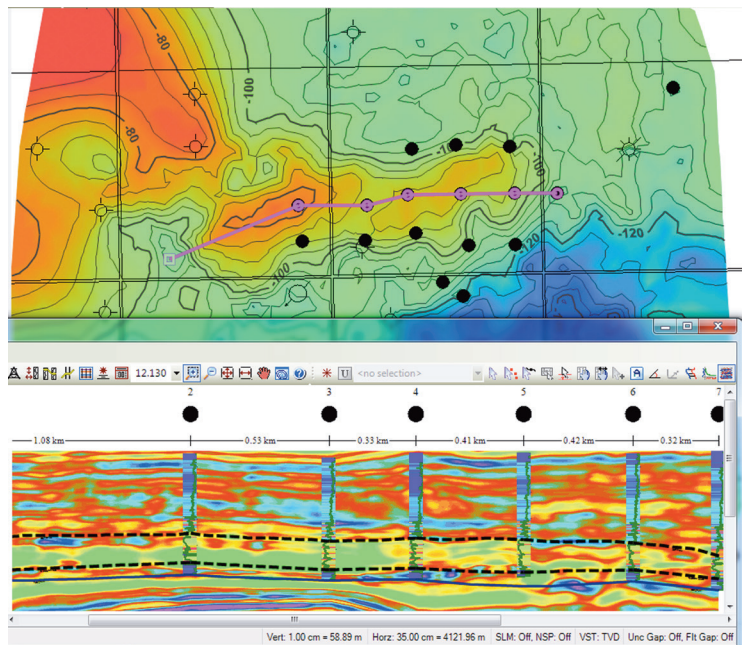 -80
-100
-80
-100
-100
-120
-120
-100
12.130
U
<no selection>
A
2 3 4 5 6 7
1.08 km 0.53 km 0.33 km 0.41 km 0.42 km 0.32 km
Vert: 1.00 cm = 58.89 m Horz: 35.00 cm = 4121.96 m SLM: Off, NSP: Off VST: TVD Unc Gap: Off, Flt Gap: Off